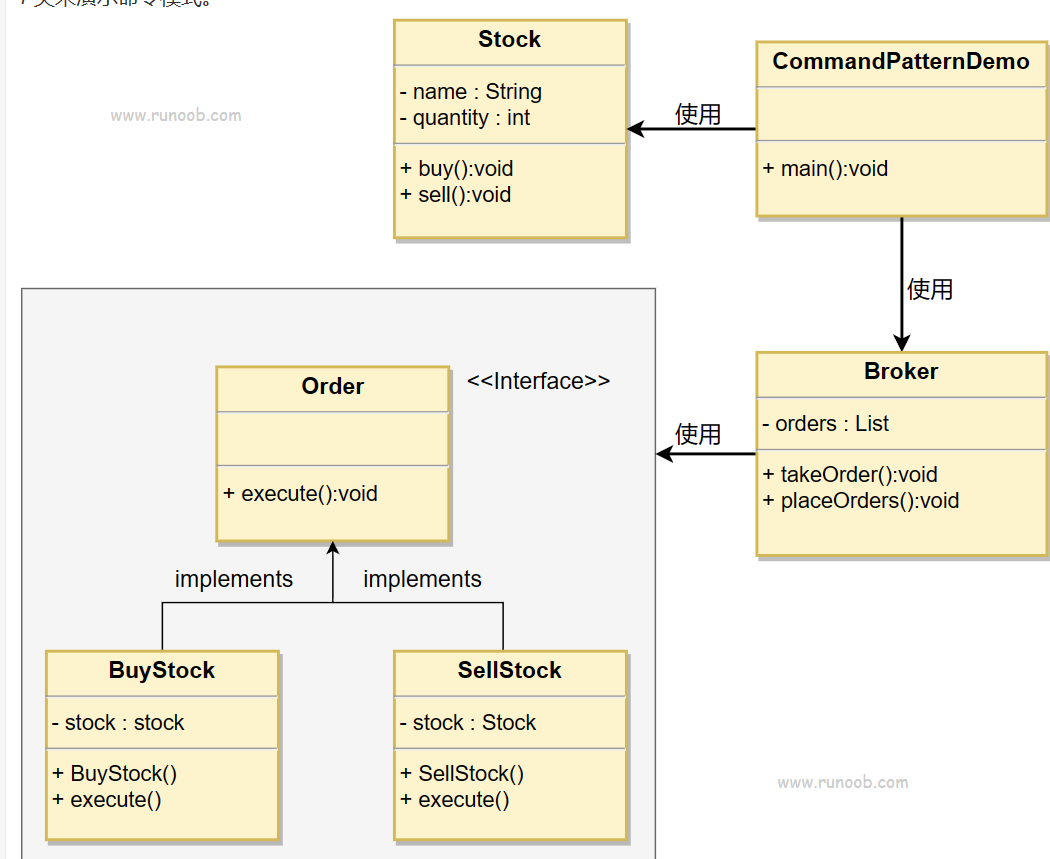 Stock
- name : String
- quantity : int
+ buy():void
+ sell():void
使用
CommandPatternDemo
+ main():void
www.runoob.com
使用
Order
<<Interface>>
+ execute():void
使用
Broker
- orders : List
+ takeOrder():void
+ placeOrders():void
implements
implements
BuyStock
- stock : stock
+ BuyStock()
+ execute()
SellStock
- stock : Stock
+ SellStock()
+ execute()
www.runoob.com